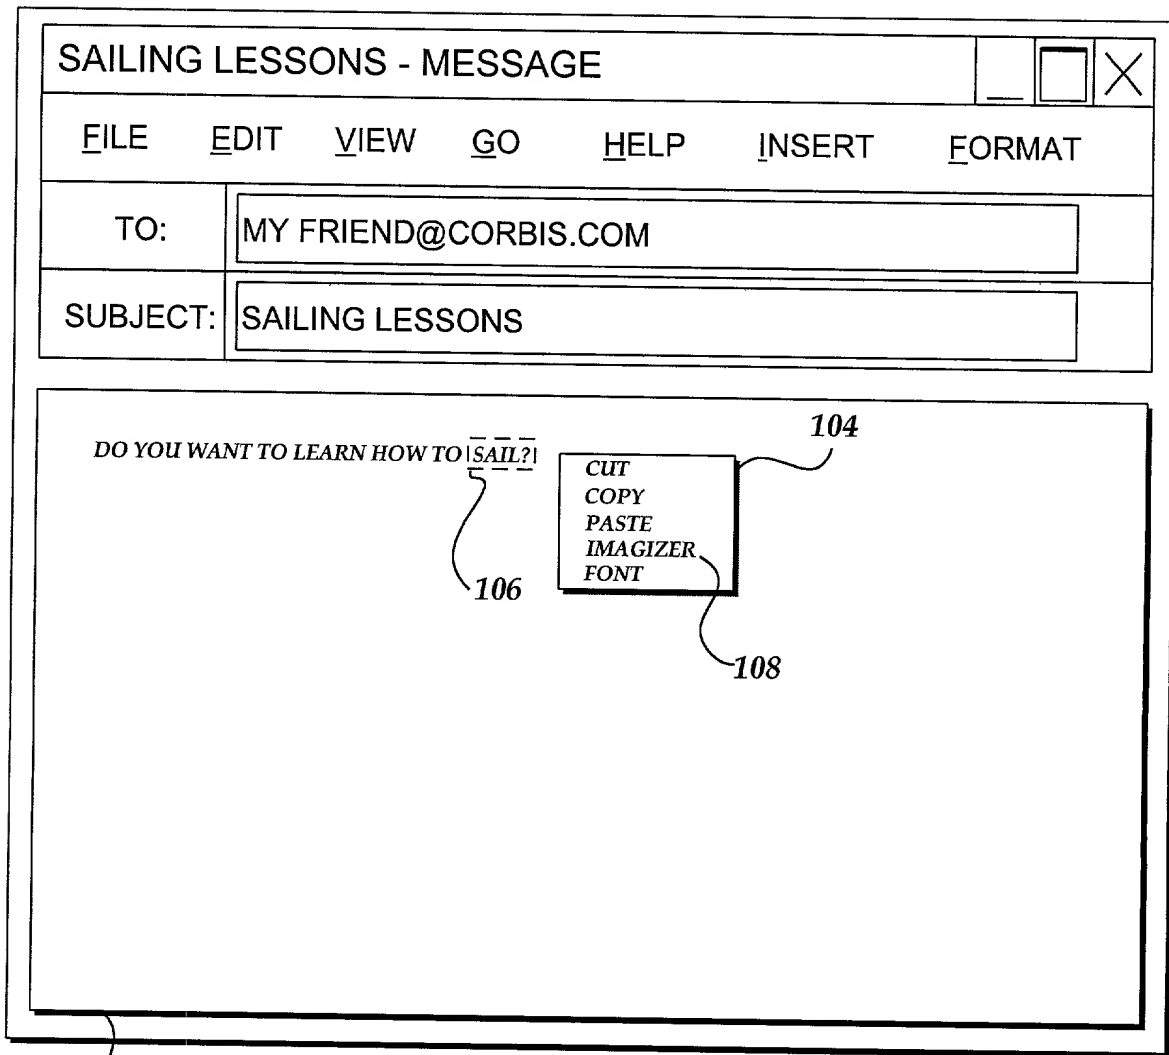 SAILING LESSONS - MESSAGE
FILE EDIT VIEW GO HELP INSERT FORMAT
TO: MY FRIEND@CORBIS.COM
SUBJECT: SAILING LESSONS
DO YOU WANT TO LEARN HOW TO SAIL?
104
CUT
COPY
PASTE
IMAGIZER
FONT
106
108